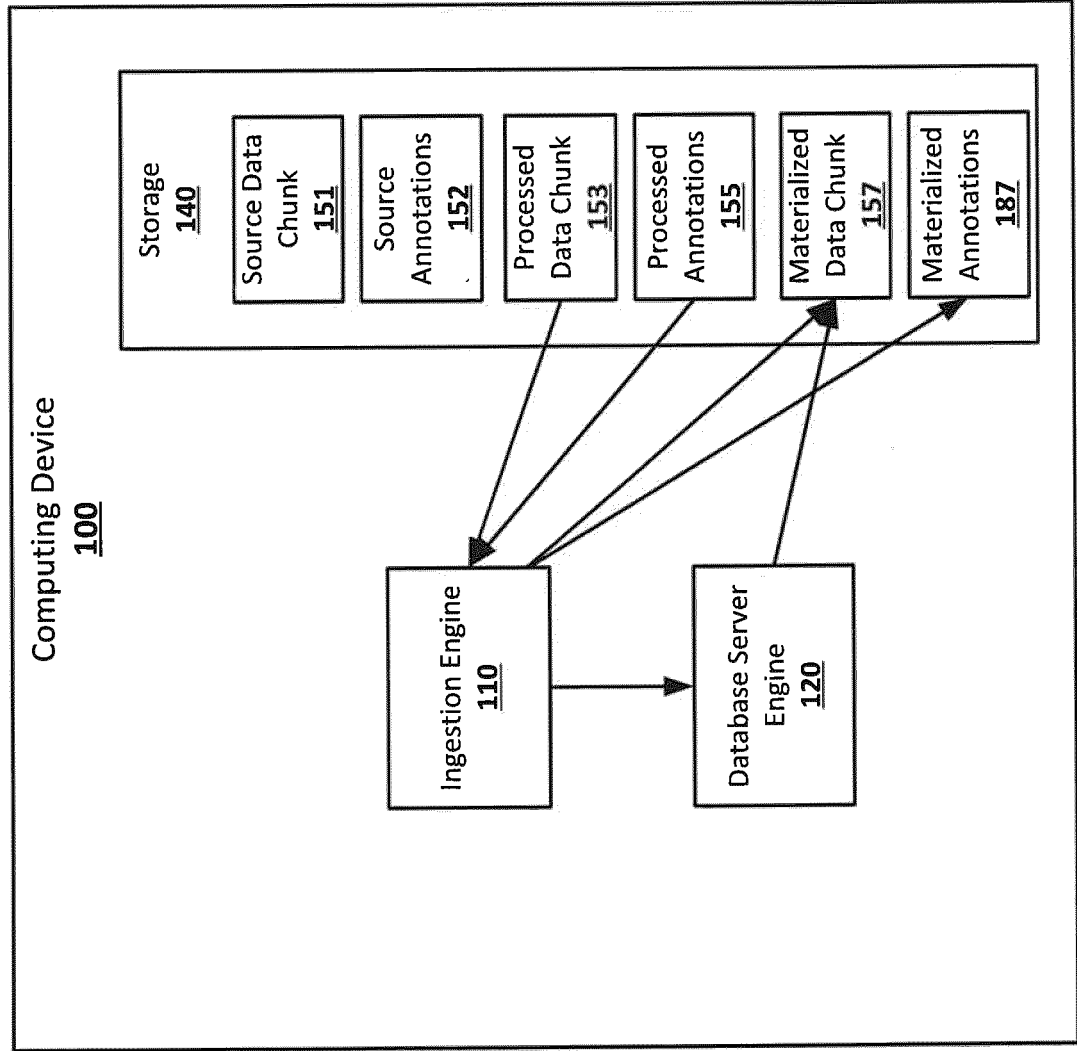 Computing Device
100
Storage
140
Source Data
Chunk
151
Source
Annotations
152
Processed
Data Chunk
153
Processed
Annotations
155
Materialized
Data Chunk
157
Materialized
Annotations
187
Ingestion Engine
110
Database Server
Engine
120